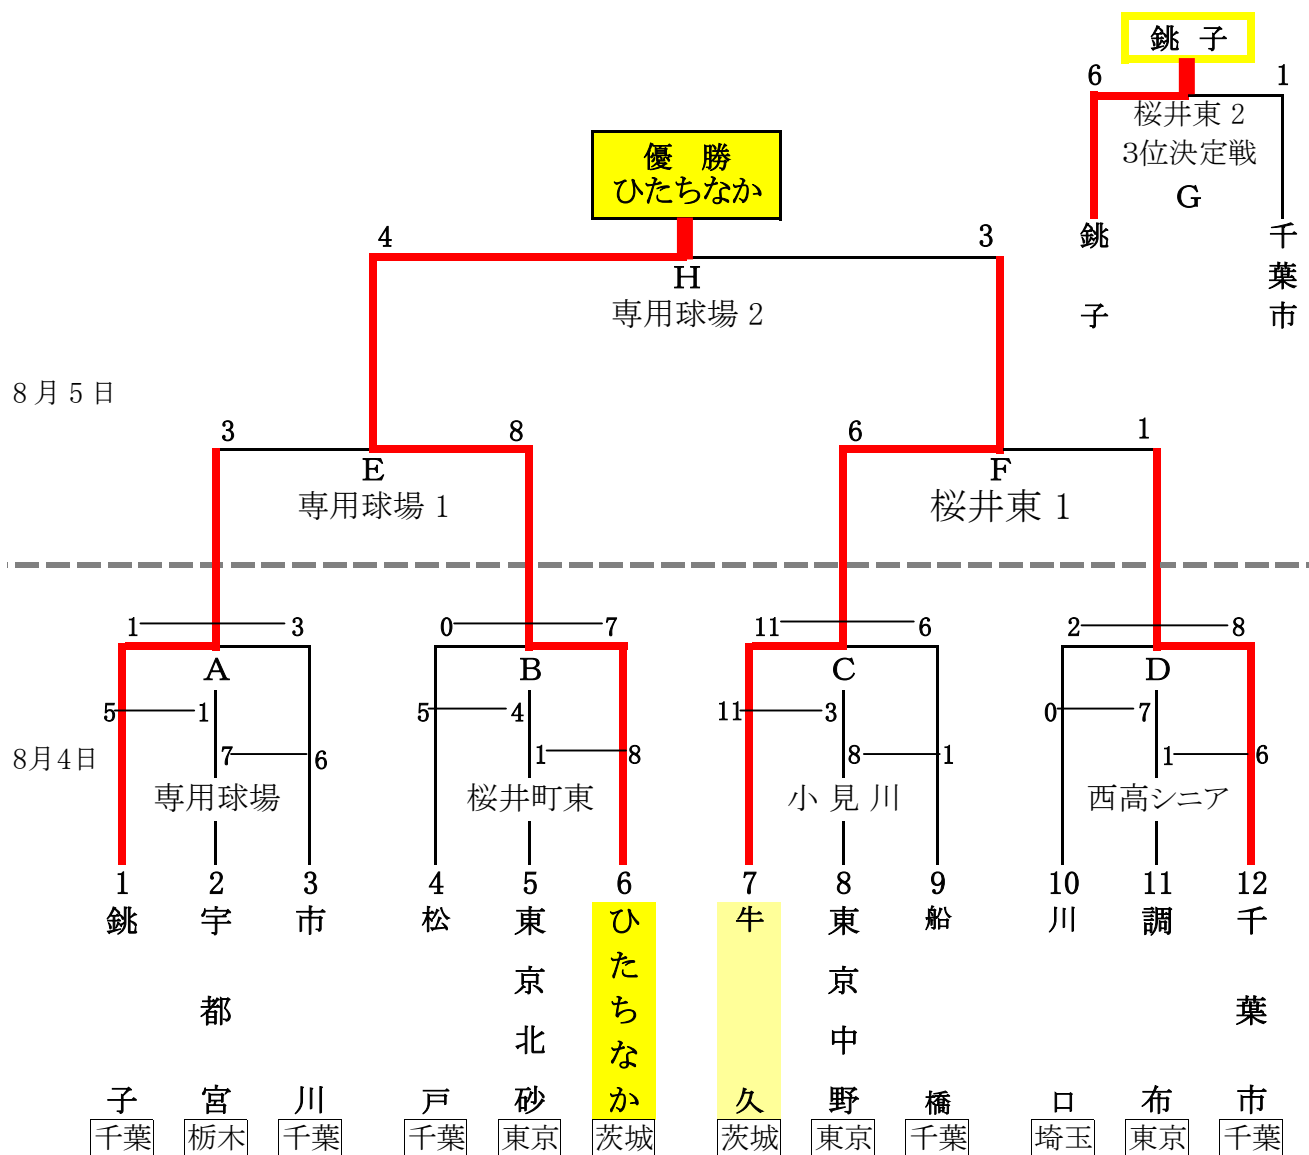 銚 子
6 1
桜井東 2
3位決定戦
G
銚子 千葉市
優 勝
ひたちなか
4 3
H
専用球場 2
8 月 5 日
3 8 6 1
E F
専用球場 1 桜井東 1
1 3 0 7 11 6 2 8
A B C D
5 1 5 4 11 3 0 7
8月4日 7 6 1 8 8 1 1 6
専用球場 桜井町東 小 見 川 西高シニア
1 2 3 4 5 6 7 8 9 10 11 12
銚子 宇都宮 市川 松戸 東京北砂 ひたちなか 牛久 東京中野 船橋 川口 調布 千葉市
千葉 栃木 千葉 千葉 東京 茨城 茨城 東京 千葉 埼玉 東京 千葉